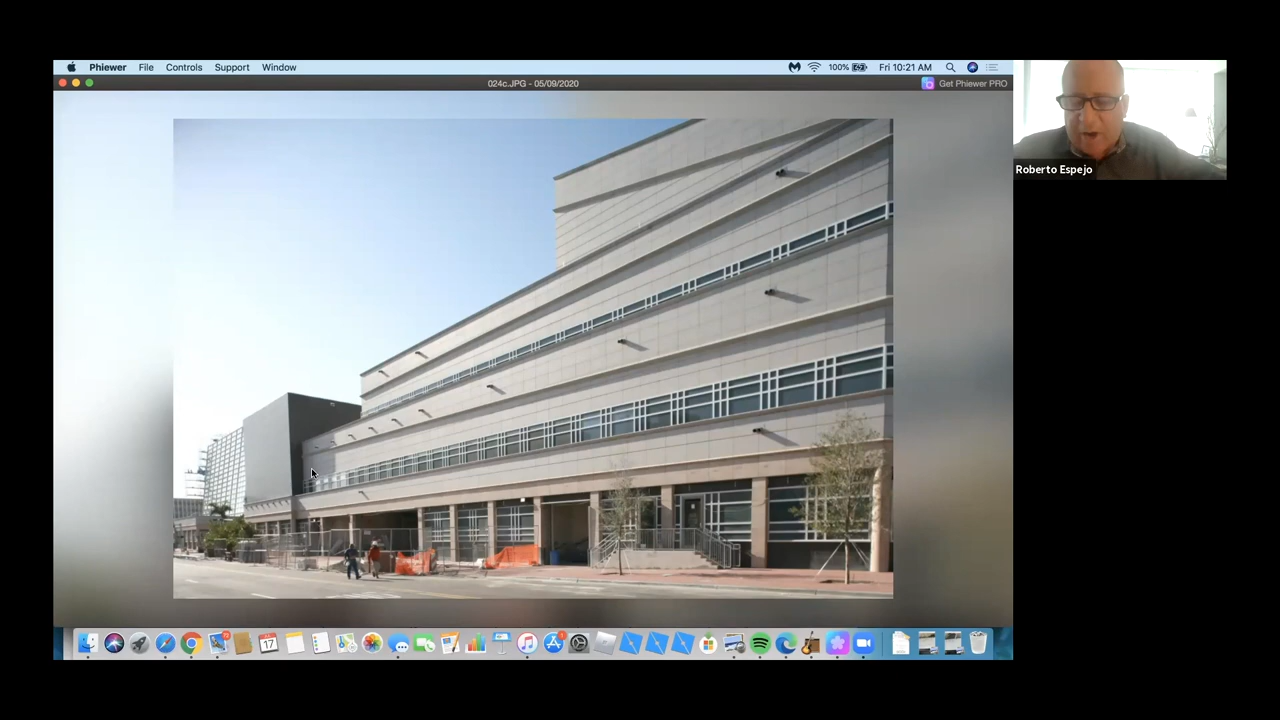 Phiewer File Controls Support Window 100% Fri 10:21 AM
024c.JPG - 05/09/2020 Get Phiewer PRO
Roberto Espejo
17